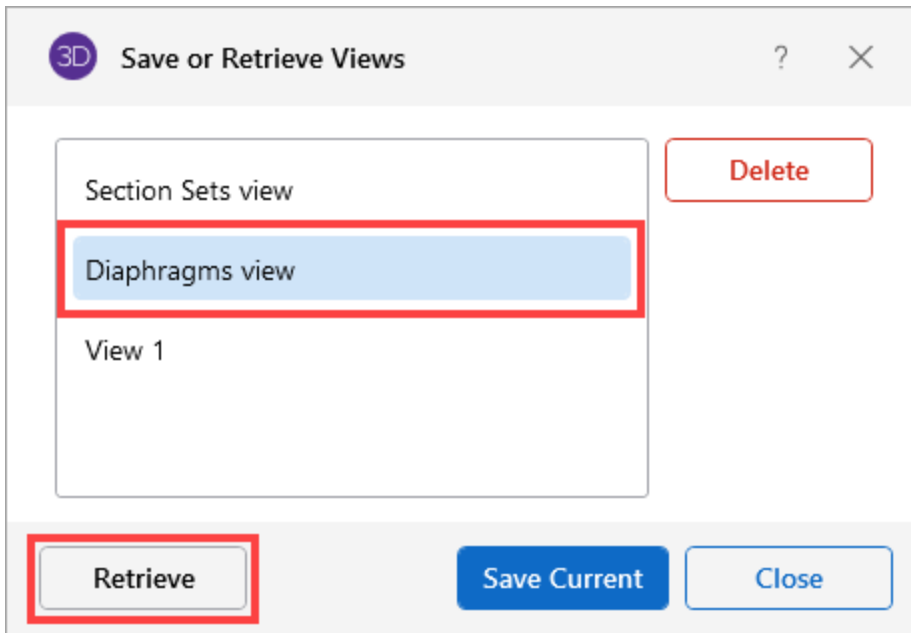 3D Save or Retrieve Views ?
Section Sets view
Delete
Diaphragms view
View 1
Retrieve Save Current Close